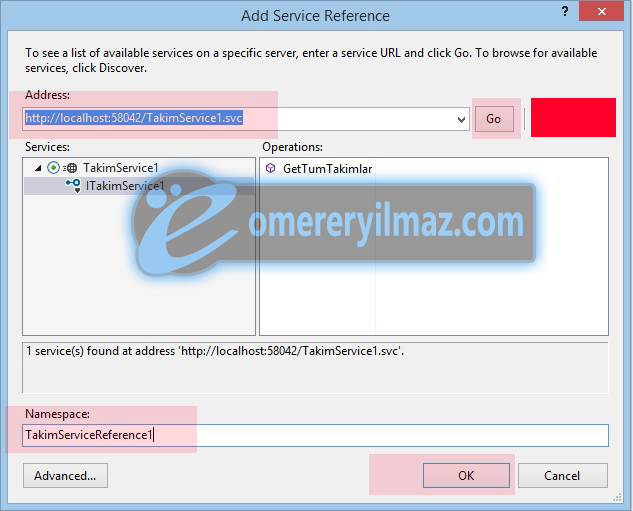 Add Service Reference
?
To see a list of available services on a specific server, enter a service URL and click Go. To browse for available
services, click Discover.
Address:
http://localhost:58042/TakimService1.svc
Go
Services:
Operations:
TakimService1
ITakimService1
GetTumTakimlar
omereryilmaz.com
1 service(s) found at address 'http://localhost:58042/TakimService1.svc'.
Namespace:
TakimServiceReference1
Advanced...
OK
Cancel